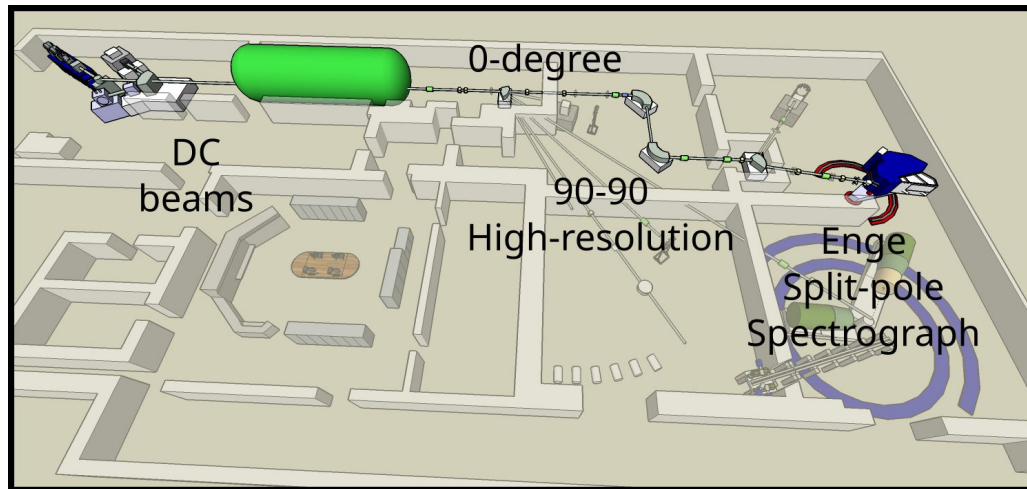 0-degree
DC
beams
90-90
High-resolution
Enge
Split-pole
Spectrograph